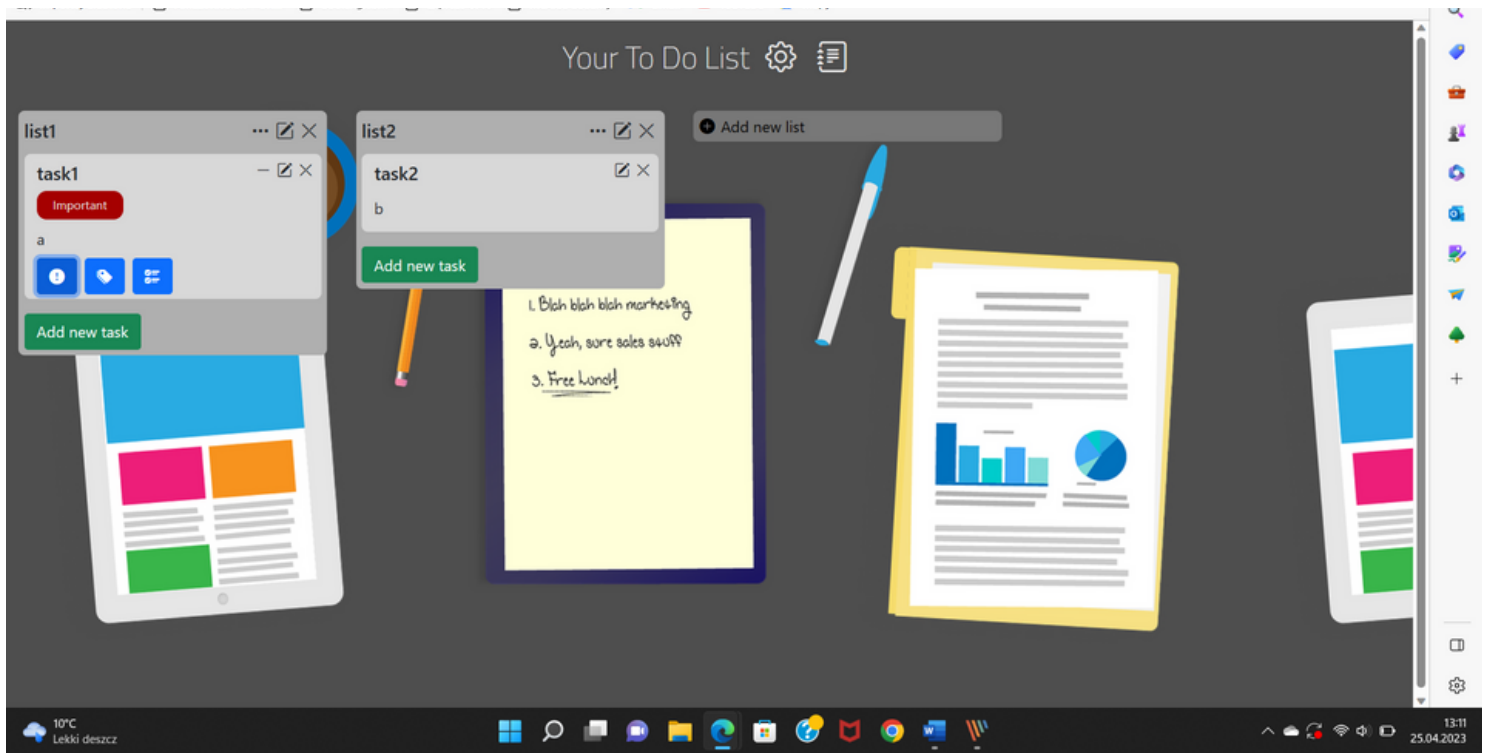 Your To Do List
list1
task1
Important
a
Add new task
list2
task2
b
Add new task
Add new list
1. Blah blah blah marketing
2. Yeah, sure sales stuff
3. Free Lunch!
10°C
Lekki deszcz
13:11
25.04.2023